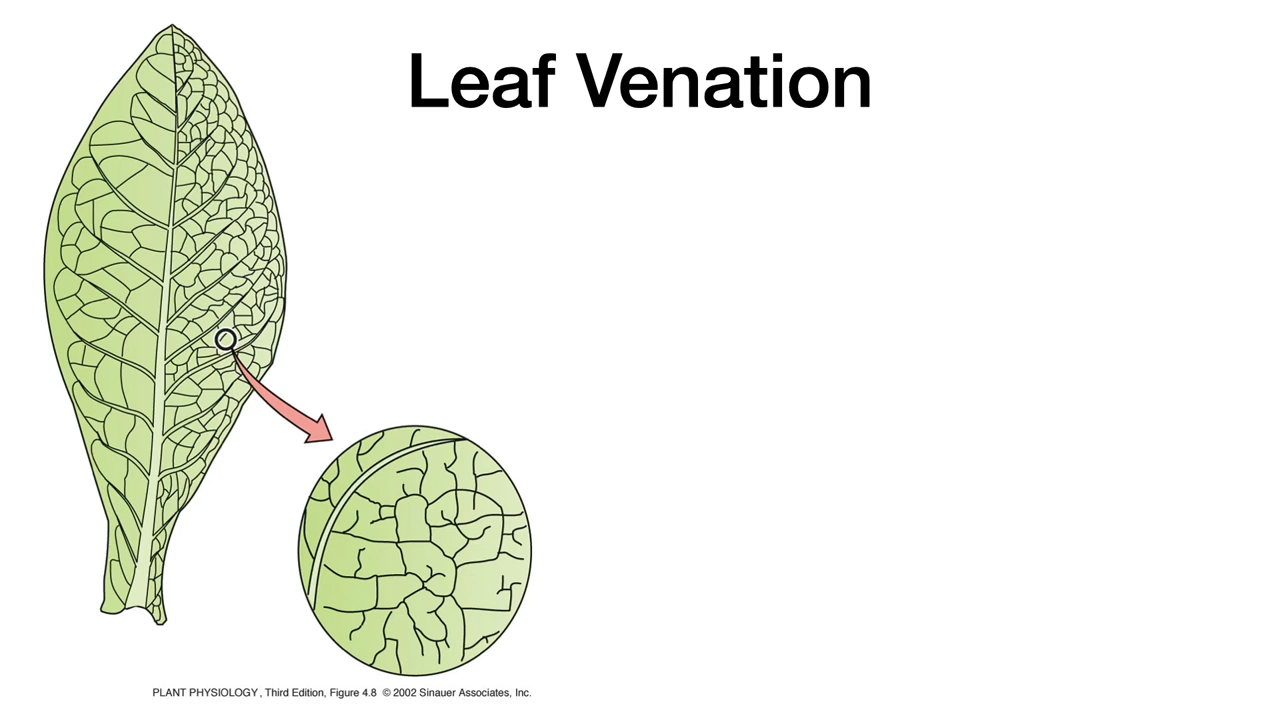 Leaf Venation
PLANT PHYSIOLOGY, Third Edition, Figure 4.8 © 2002 Sinauer Associates, Inc.